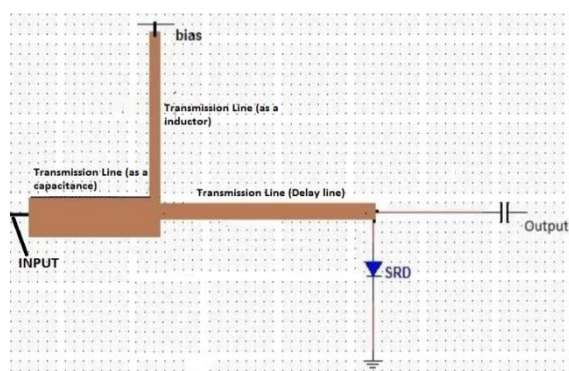 bias
Transmission Line (as a
inductor)
Transmission Line (as a
capacitance)
Transmission Line (Delay line)
Output
INPUT
SRD